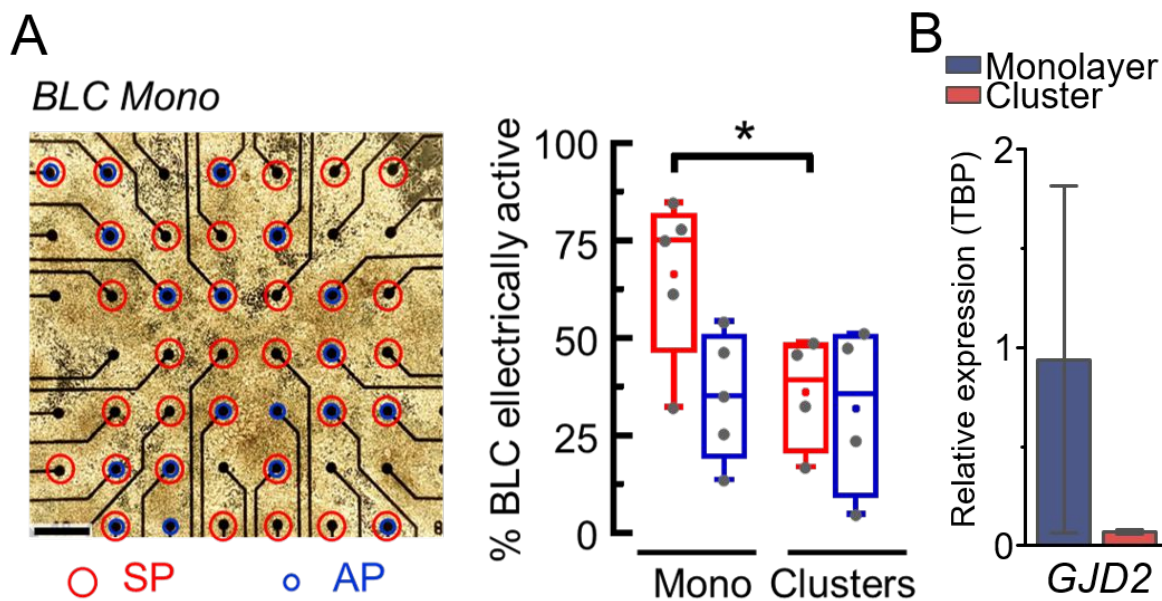 A
BLC Mono
SP
AP
% BLC ellectrically active
100
75
50
25
0
*
Mono
Clusters
B
Monolayer
Cluster
Relative expression (TBP)
2
1
0
GJD2